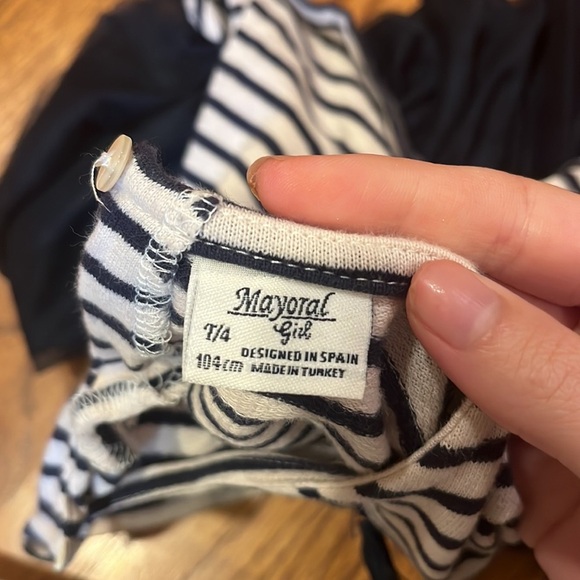 Mayoral
Girl
T/4
104cm
DESIGNED IN SPAIN
MADE IN TURKEY